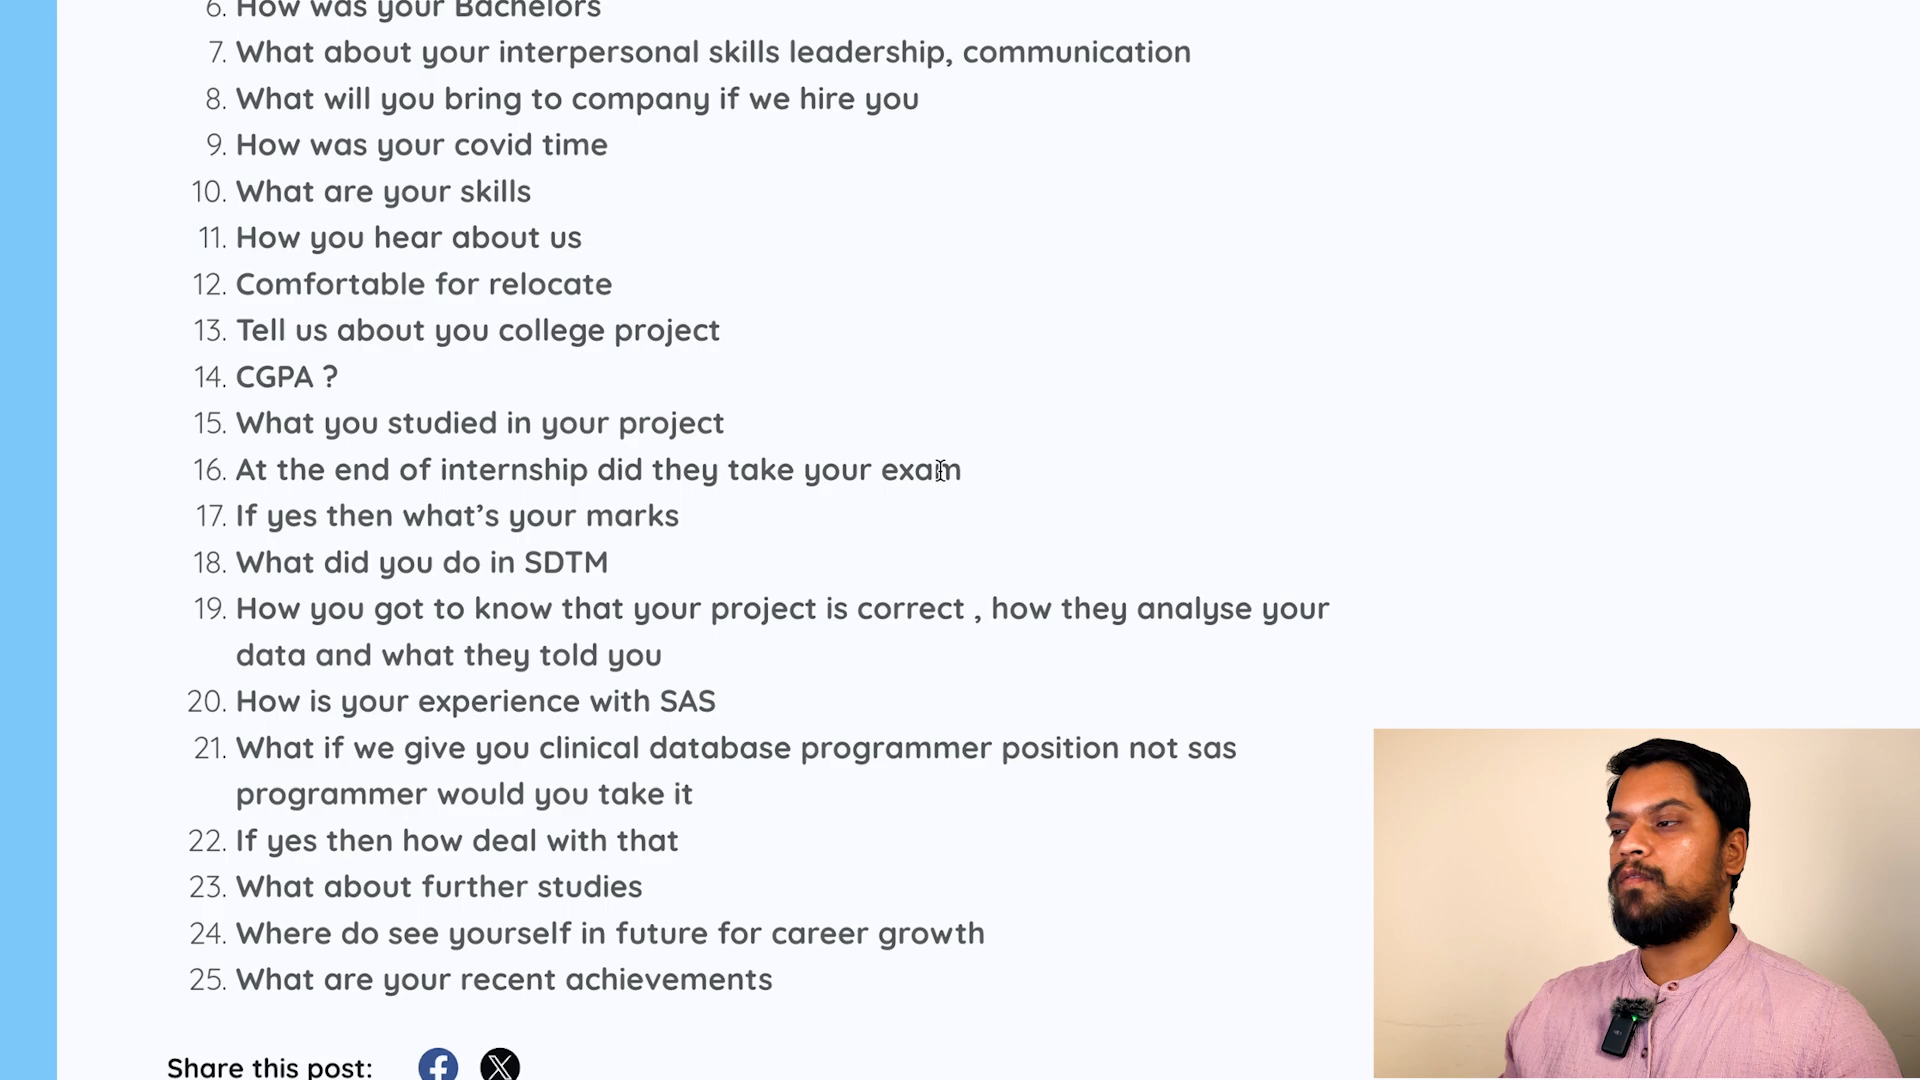 6. How was your Bachelors
7. What about your interpersonal skills leadership, communication
8. What will you bring to company if we hire you
9. How was your covid time
10. What are your skills
11. How you hear about us
12. Comfortable for relocate
13. Tell us about you college project
14. CGPA ?
15. What you studied in your project
16. At the end of internship did they take your exam
17. If yes then what’s your marks
18. What did you do in SDTM
19. How you got to know that your project is correct , how they analyse your
data and what they told you
20. How is your experience with SAS
21. What if we give you clinical database programmer position not sas
programmer would you take it
22. If yes then how deal with that
23. What about further studies
24. Where do see yourself in future for career growth
25. What are your recent achievements
Share this post: